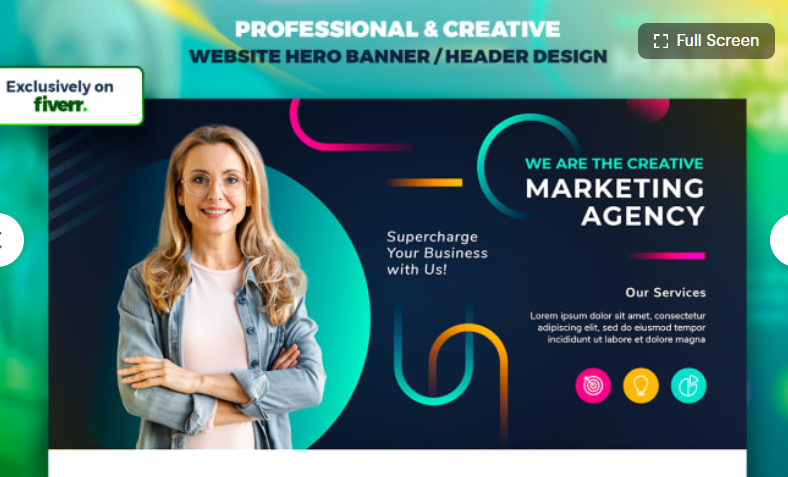 PROFESSIONAL & CREATIVE
WEBSITE HERO BANNER / HEADER DESIGN
Full Screen
Exclusively on
fiverr.
WE ARE THE CREATIVE
MARKETING
AGENCY
Supercharge
Your Business
with Us!
Our Services
Lorem ipsum dolor sit amet, consectetur
adipiscing elit, sed do eiusmod tempor
incididunt ut labore et dolore magna